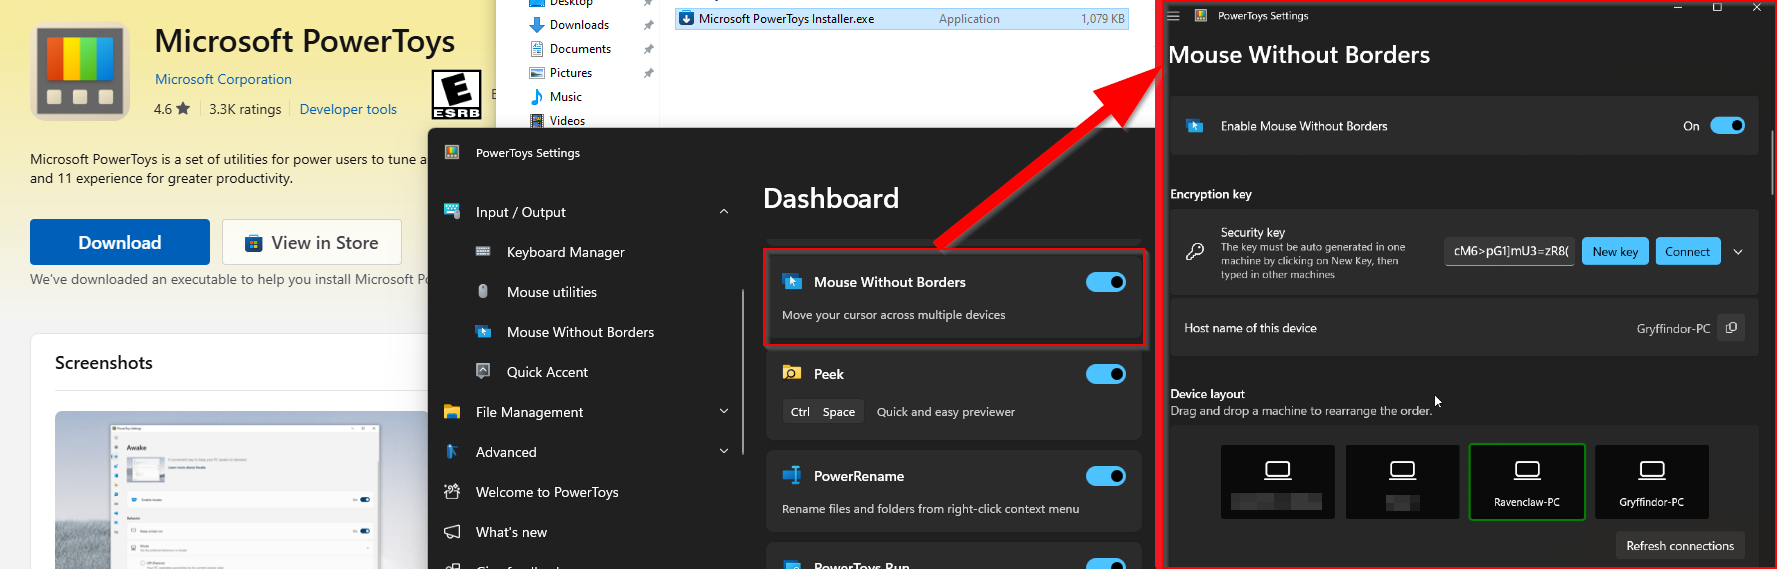 Microsoft PowerToys
Microsoft Corporation
4.6
3.3K ratings
Developer tools
E
ESRB
E
Microsoft PowerToys is a set of utilities for power users to tune a
and 11 experience for greater productivity.
Download
View in Store
We've downloaded an executable to help you install Microsoft P
Screenshots
Awake
Desktop
Downloads
Documents
Pictures
Music
Videos
Microsoft PowerToys Installer.exe
Application
1,079 KB
PowerToys Settings
Input / Output
Keyboard Manager
Mouse utilities
Mouse Without Borders
Quick Accent
File Management
Advanced
Welcome to PowerToys
What's new
Dashboard
Mouse Without Borders
Move your cursor across multiple devices
Peek
Ctrl Space Quick and easy previewer
PowerRename
Rename files and folders from right-click context menu
PowerToys Run
PowerToys Settings
Mouse Without Borders
Enable Mouse Without Borders
On
Encryption key
Security key
The key must be auto generated in one
machine by clicking on New Key, then
typed in other machines
cM6>pG1]mU3=zR8(
New key
Connect
Host name of this device
Gryffindor-PC
Device layout
Drag and drop a machine to rearrange the order.
Ravenclaw-PC
Gryffindor-PC
Refresh connections